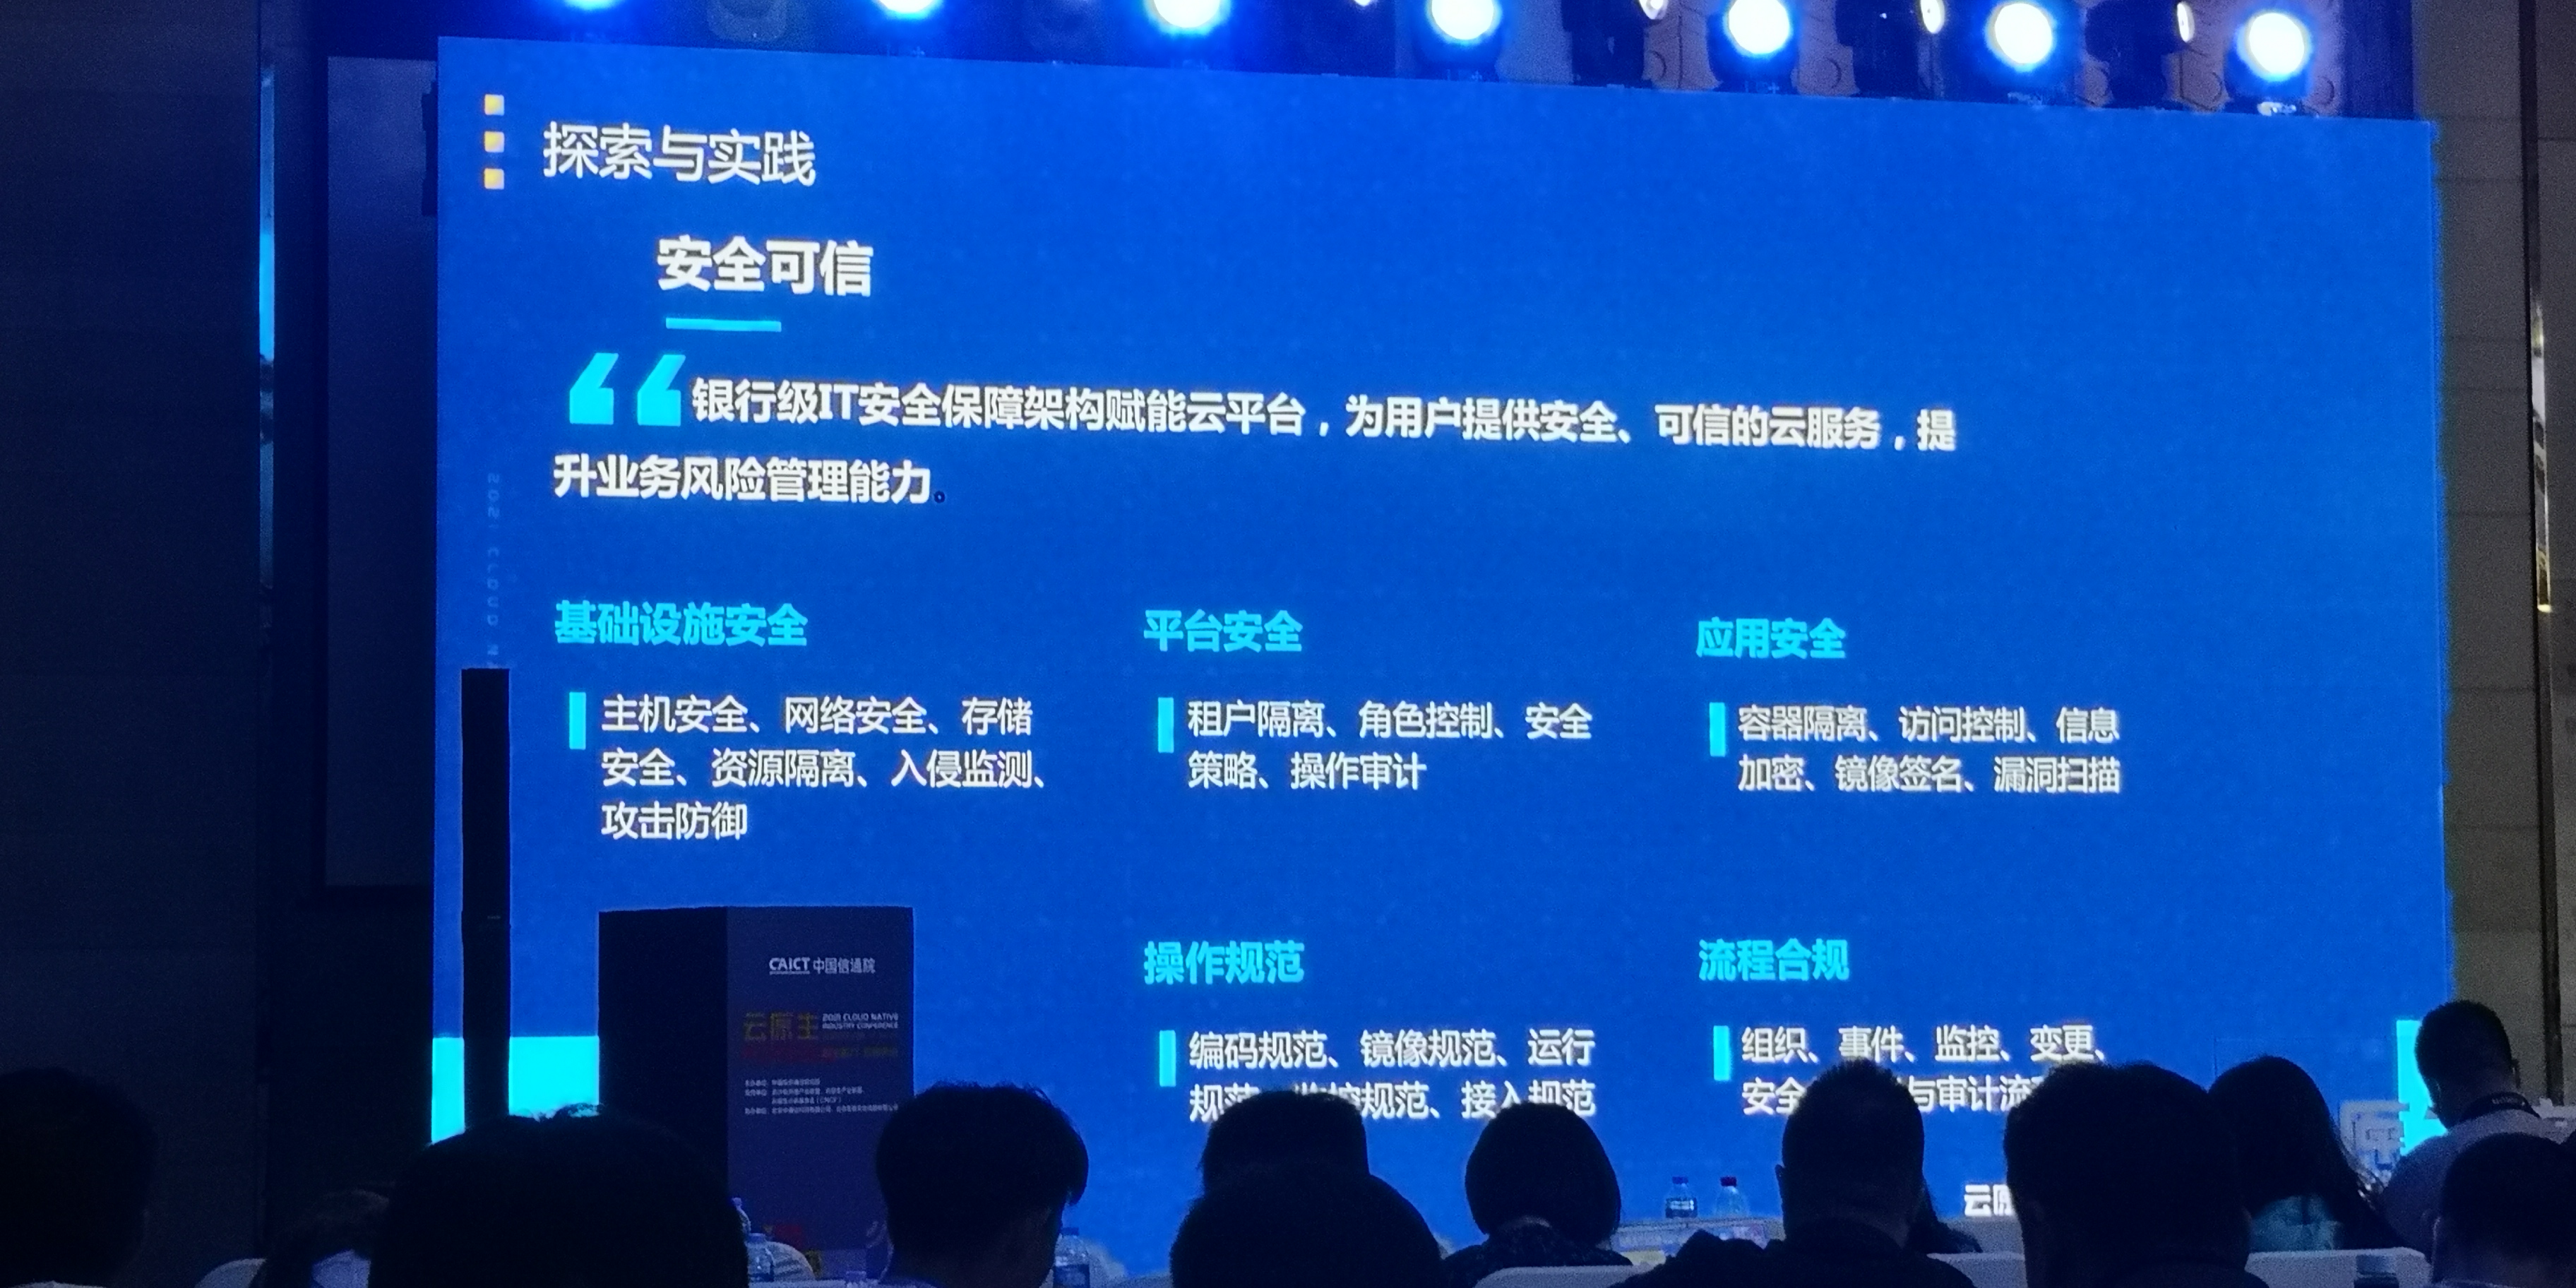 探索与实践
安全可信
银行级IT安全保障架构赋能云平台，为用户提供安全、可信的云服务，提
升业务风险管理能力。
基础设施安全
主机安全、网络安全、存储
安全、资源隔离、入侵监测、
攻击防御
平台安全
租户隔离、角色控制、安全
策略、操作审计
应用安全
容器隔离、访问控制、信息
加密、镜像签名、漏洞扫描
操作规范
编码规范、镜像规范、运行
规范、监控规范、接入规范
流程合规
组织、事件、监控、变更、
安全 与审计流
CAICT 中国信通院
云原生 2021 CLOUD NATIVE
INDUSTRY CONFERENCE
2021 CLOUD
云原